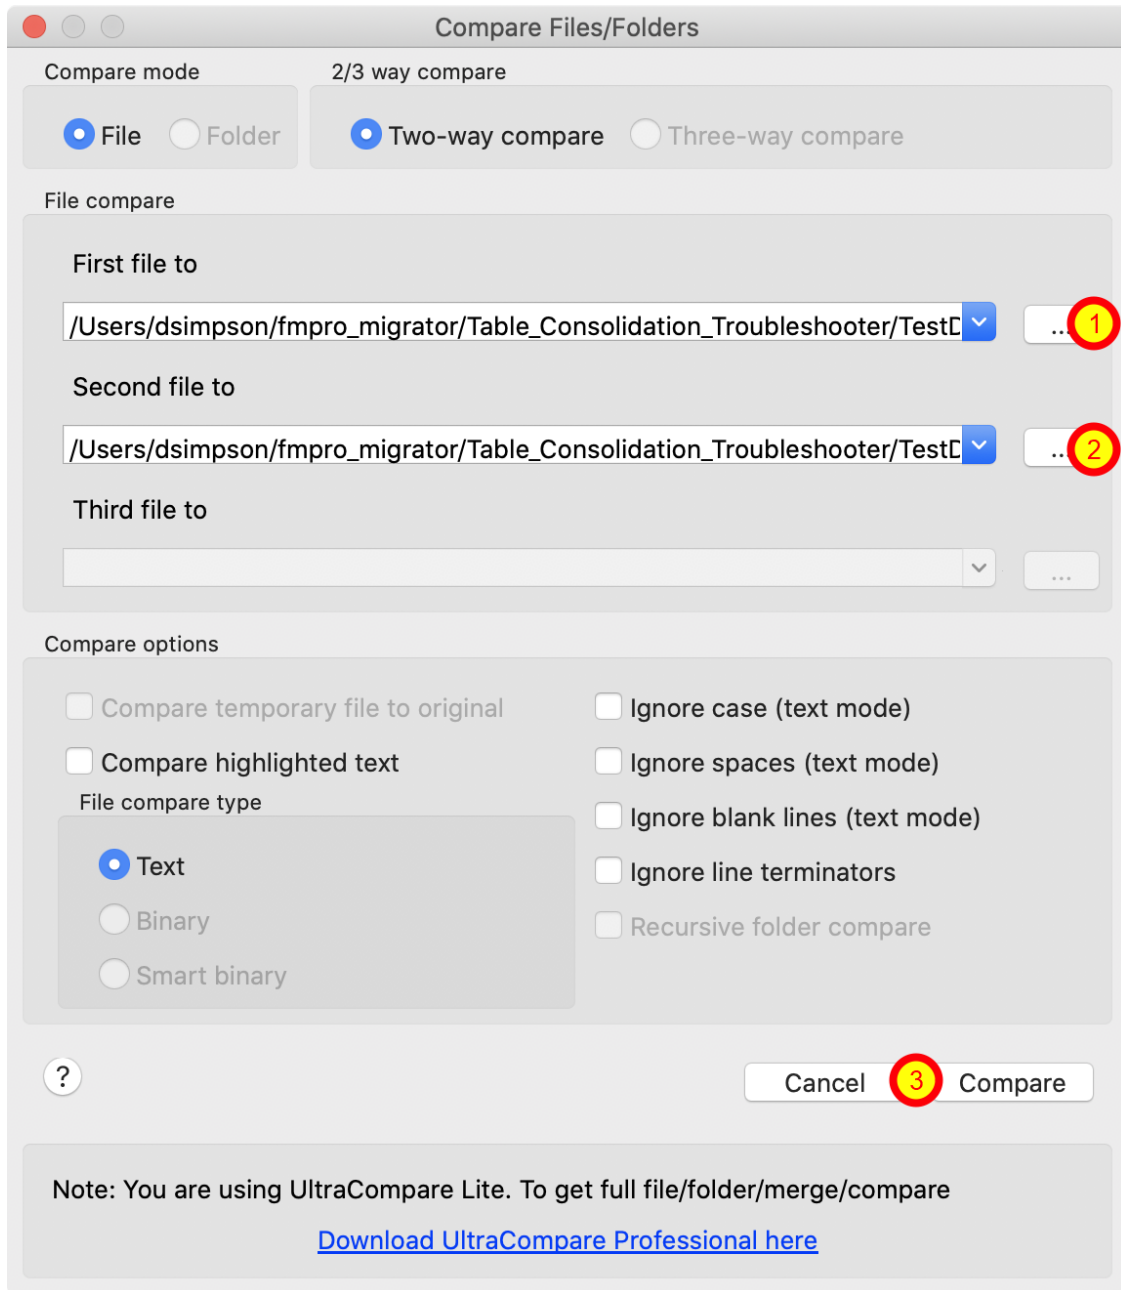 Compare Files/Folders
Compare mode
2/3 way compare
File
Folder
Two-way compare
Three-way compare
File compare
First file to
/Users/dsimpson/fmpro_migrator/Table_Consolidation_Troubleshooter/TestD
... 1
Second file to
/Users/dsimpson/fmpro_migrator/Table_Consolidation_Troubleshooter/TestD
... 2
Third file to
...
Compare options
Compare temporary file to original
Ignore case (text mode)
Compare highlighted text
Ignore spaces (text mode)
File compare type
Ignore blank lines (text mode)
Text
Ignore line terminators
Binary
Recursive folder compare
Smart binary
?
Cancel
3
Compare
Note: You are using UltraCompare Lite. To get full file/folder/merge/compare
Download UltraCompare Professional here